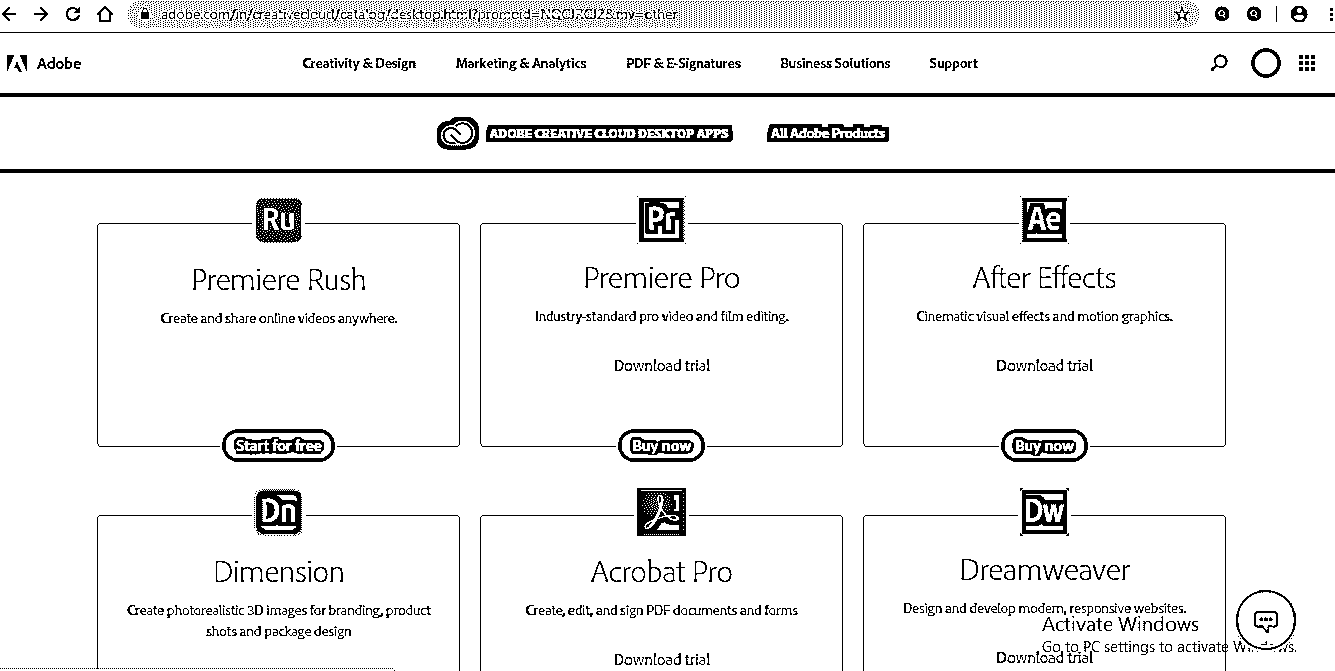 adobe.com/in/creativecloud/catalog/desktop.html?promoid=NQCJRCJ2&mv=other
Adobe
Creativity & Design
Marketing & Analytics
PDF & E-Signatures
Business Solutions
Support
ADOBE CREATIVE CLOUD DESKTOP APPS
All Adobe Products
Ru
Premiere Rush
Create and share online videos anywhere.
Start for free
Pr
Premiere Pro
Industry-standard pro video and film editing.
Download trial
Buy now
Ae
After Effects
Cinematic visual effects and motion graphics.
Download trial
Buy now
Dn
Dimension
Create photorealistic 3D images for branding, product
shots and package design
Acrobat Pro
Create, edit, and sign PDF documents and forms
Download trial
Dw
Dreamweaver
Design and develop modern, responsive websites.
Download trial
Activate Windows
Go to PC settings to activate Windows.